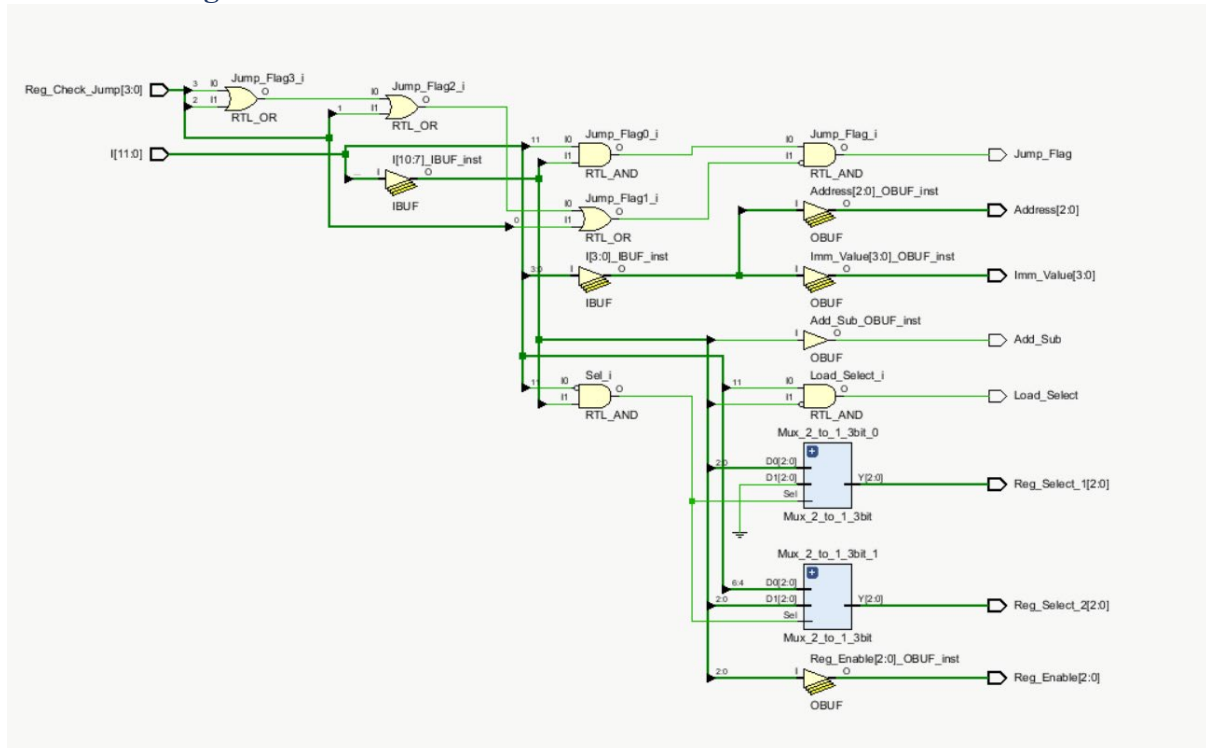 Reg_Check_Jump[3:0]
I[11:0]
3
2
I0
I1
Jump_Flag3_i
O
RTL_OR
1
I0
I1
Jump_Flag2_i
O
RTL_OR
I
I[10:7]_IBUF_inst
O
IBUF
11
I0
I1
Jump_Flag0_i
O
RTL_AND
I0
I1
Jump_Flag_i
O
RTL_AND
Jump_Flag
0
I0
I1
Jump_Flag1_i
O
RTL_OR
I
Address[2:0]_OBUF_inst
O
OBUF
Address[2:0]
3:0
I
I[3:0]_IBUF_inst
O
IBUF
I
Imm_Value[3:0]_OBUF_inst
O
OBUF
Imm_Value[3:0]
I
Add_Sub_OBUF_inst
O
OBUF
Add_Sub
11
I0
I1
Sel_i
O
RTL_AND
11
I0
I1
Load_Select_i
O
RTL_AND
Load_Select
Mux_2_to_1_3bit_0
2:0
D0[2:0]
D1[2:0]
Sel
Y[2:0]
Mux_2_to_1_3bit
Reg_Select_1[2:0]
Mux_2_to_1_3bit_1
6:4
D0[2:0]
2:0
D1[2:0]
Sel
Y[2:0]
Mux_2_to_1_3bit
Reg_Select_2[2:0]
2:0
I
Reg_Enable[2:0]_OBUF_inst
O
OBUF
Reg_Enable[2:0]